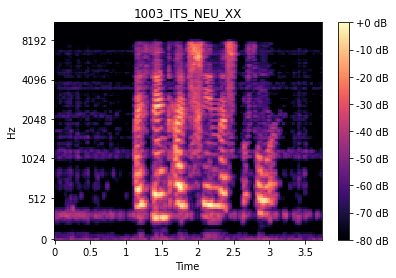 1003_ITS_NEU_XX
+0 dB
8192
-10 dB
4096
-20 dB
-30 dB
2048
Hz
-40 dB
1024
-50 dB
512
-60 dB
-70 dB
0
-80 dB
0 0.5 1 1.5 2 2.5 3 3.5
Time